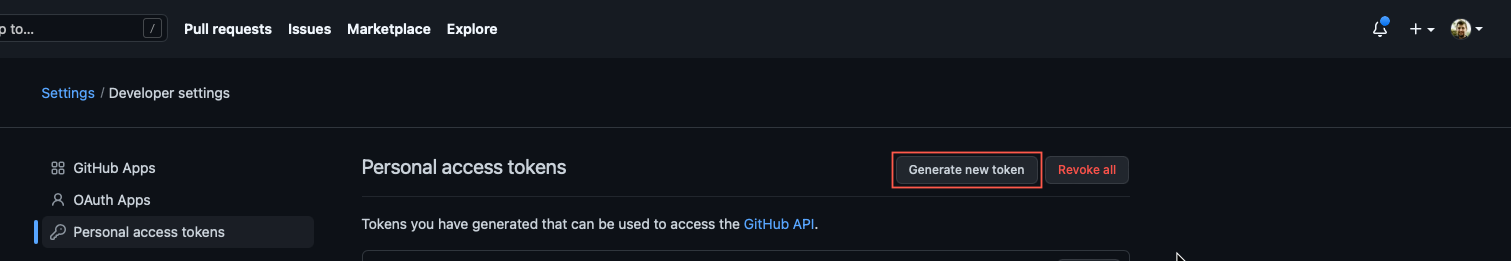 p to... / Pull requests Issues Marketplace Explore
Settings / Developer settings
GitHub Apps
OAuth Apps
Personal access tokens
Personal access tokens Generate new token Revoke all
Tokens you have generated that can be used to access the GitHub API.